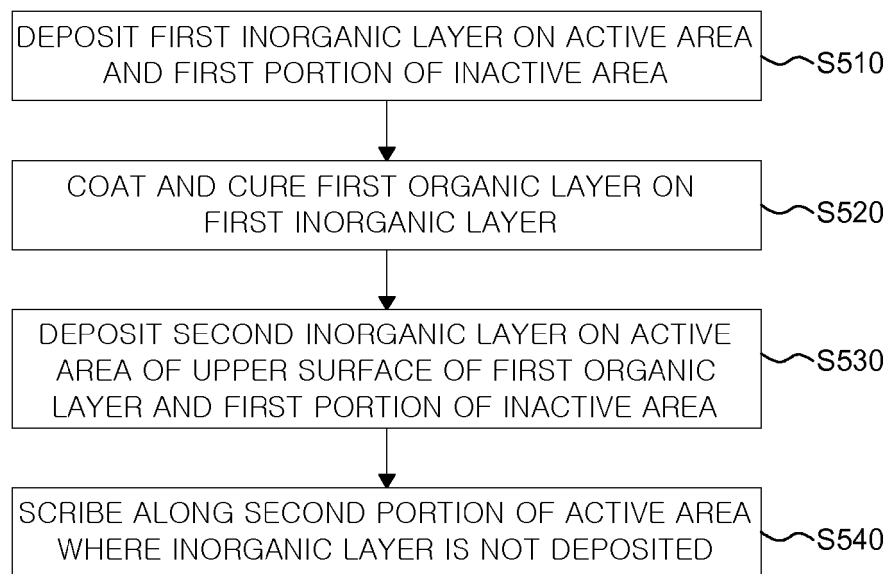 DEPOSIT FIRST INORGANIC LAYER ON ACTIVE AREA
AND FIRST PORTION OF INACTIVE AREA
S510
COAT AND CURE FIRST ORGANIC LAYER ON
FIRST INORGANIC LAYER
S520
DEPOSIT SECOND INORGANIC LAYER ON ACTIVE
AREA OF UPPER SURFACE OF FIRST ORGANIC
LAYER AND FIRST PORTION OF INACTIVE AREA
S530
SCRIBE ALONG SECOND PORTION OF ACTIVE AREA
WHERE INORGANIC LAYER IS NOT DEPOSITED
S540